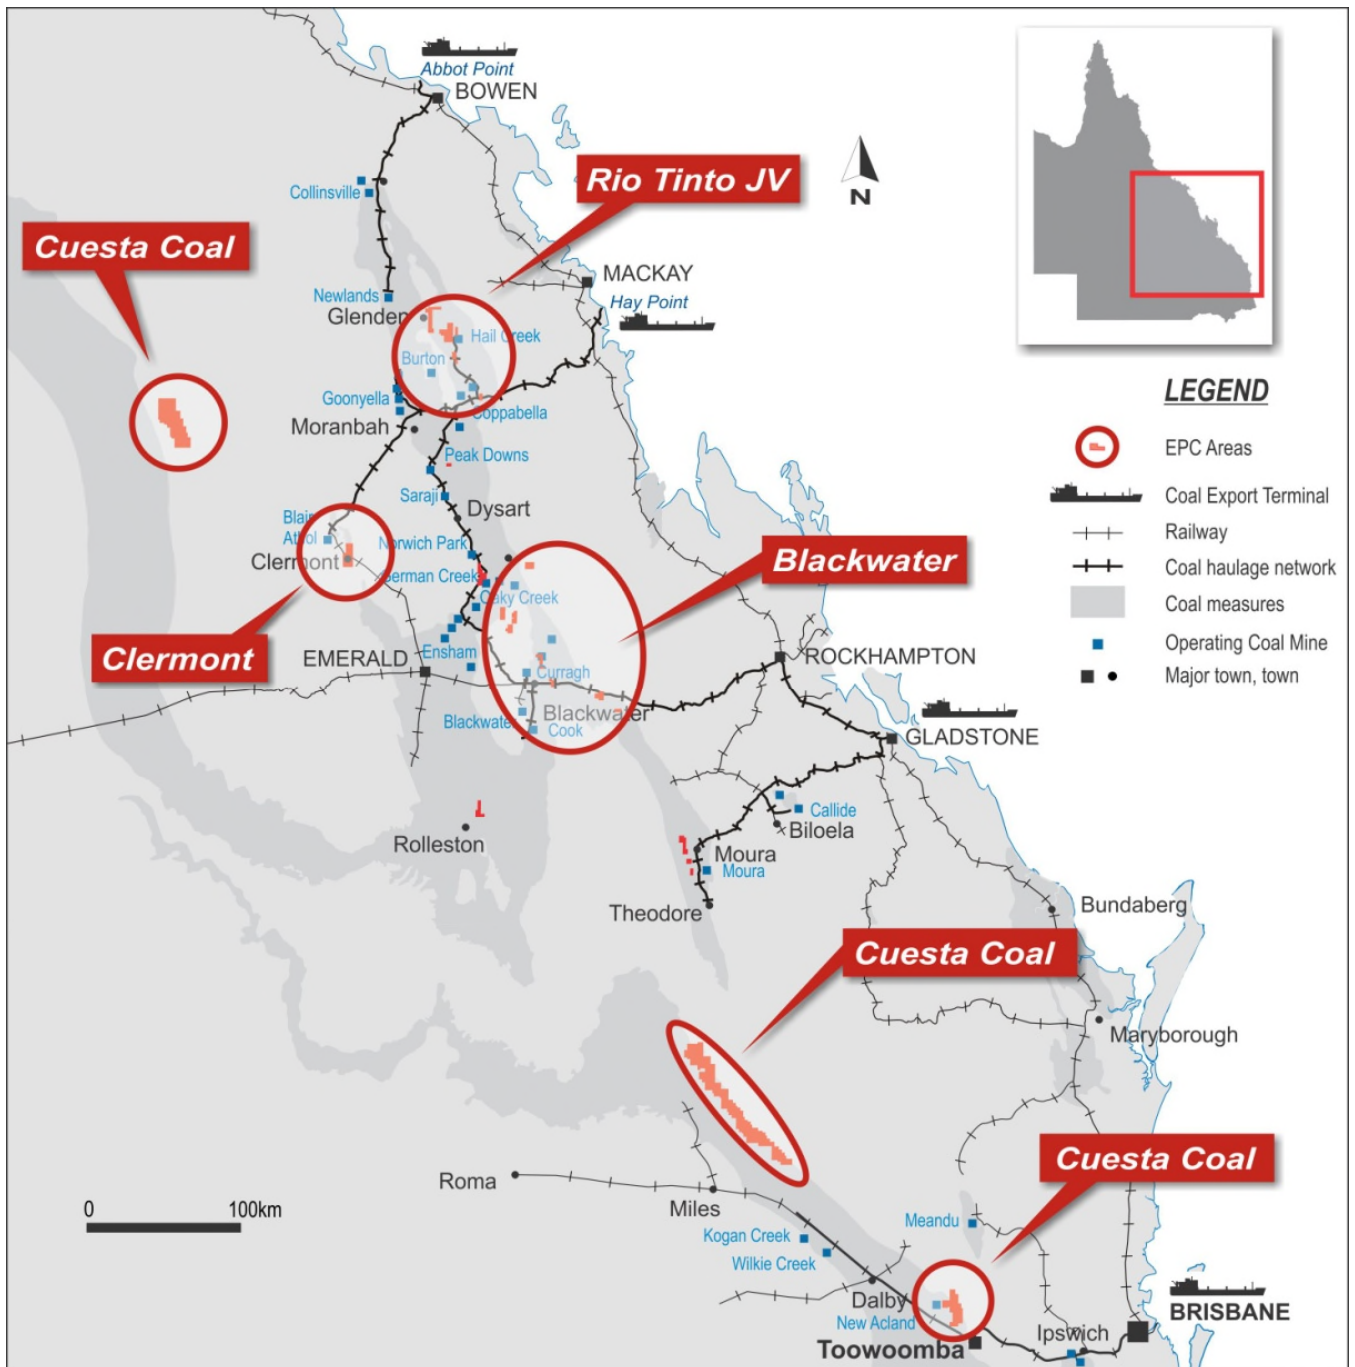 Abbot Point
BOWEN
Rio Tinto JV
N
Collinsville
Cuesta Coal
MACKAY
Hay Point
Newlands
Glenden
Hail Creek
Burton
LEGEND
Goonyella
Coppabella
Moranbah
EPC Areas
Peak Downs
Saraji
Coal Export Terminal
Dysart
Blair
Athol
Railway
Norwich Park
Clermont
Blackwater
Coal haulage network
German Creek
Oaky Creek
Coal measures
Clermont
EMERALD
Ensham
Operating Coal Mine
ROCKHAMPTON
Curragh
Major town, town
Blackwater
Blackwater
Cook
GLADSTONE
Callide
Biloela
Rolleston
Moura
Moura
Theodore
Bundaberg
Cuesta Coal
Maryborough
Cuesta Coal
Roma
0 100km
Miles
Meandu
Kogan Creek
Wilkie Creek
Dalby
BRISBANE
New Acland
Ipswich
Toowoomba